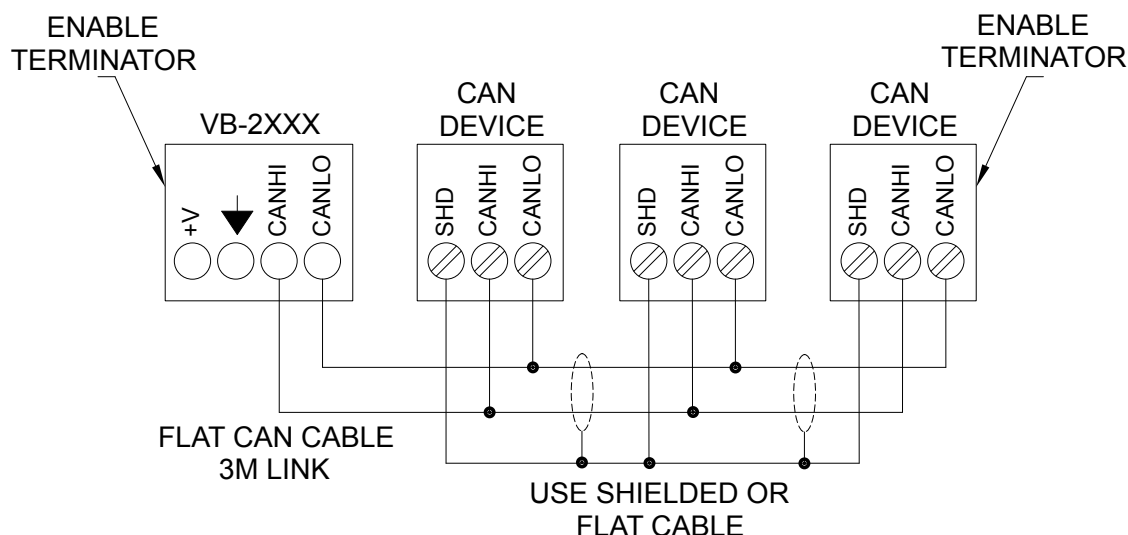 ENABLE
TERMINATOR
ENABLE
TERMINATOR
VB-2XXX
CAN
DEVICE
CAN
DEVICE
CAN
DEVICE
+V
CANHI
CANLO
SHD
CANHI
CANLO
SHD
CANHI
CANLO
SHD
CANHI
CANLO
FLAT CAN CABLE
3M LINK
USE SHIELDED OR
FLAT CABLE